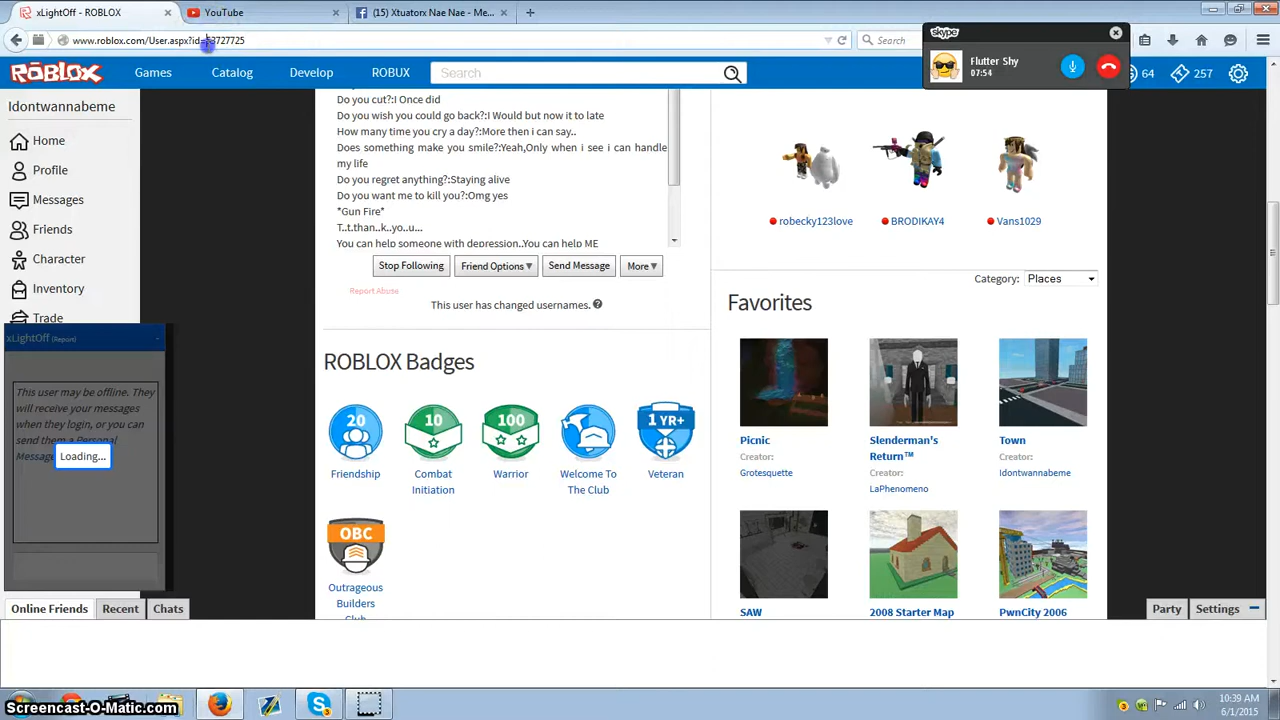 xLightOff - ROBLOX
YouTube
(15) Xtuatorx Nae Nae - Me...
www.roblox.com/User.aspx?id=
Search
skype
Flutter Shy
07:54
ROBLOX
Games
Catalog
Develop
ROBUX
Search
64
257
Idontwannabeme
Home
Profile
Messages
Friends
Character
Inventory
Trade
Do you cut?:I Once did
Do you wish you could go back?:I Would but now it to late
How many time you cry a day?:More then i can say..
Does something make you smile?:Yeah,Only when i see i can handle
my life
Do you regret anything?:Staying alive
Do you want me to kill you?:Omg yes
*Gun Fire*
T..t.than..k..yo..u...
You can help someone with depression..You can help ME
Stop Following
Friend Options
Send Message
More
Report Abuse
This user has changed usernames.
robecky123love
BRODIKAY4
Vans1029
Category:
Places
Favorites
Picnic
Creator:
Grotesquette
Slenderman's
Return™
Creator:
LaPhenomeno
Town
Creator:
Idontwannabeme
SAW
2008 Starter Map
PwnCity 2006
ROBLOX Badges
20
Friendship
10
Combat
Initiation
100
Warrior
Welcome To
The Club
1 YR+
Veteran
OBC
Outrageous
Builders
Club
xLightOff (Report)
This user may be offline. They
will receive your messages
when they login, or you can
send them a Personal
Message
Loading...
Online Friends
Recent
Chats
Party
Settings
Screencast-O-Matic.com
10:39 AM
6/1/2015